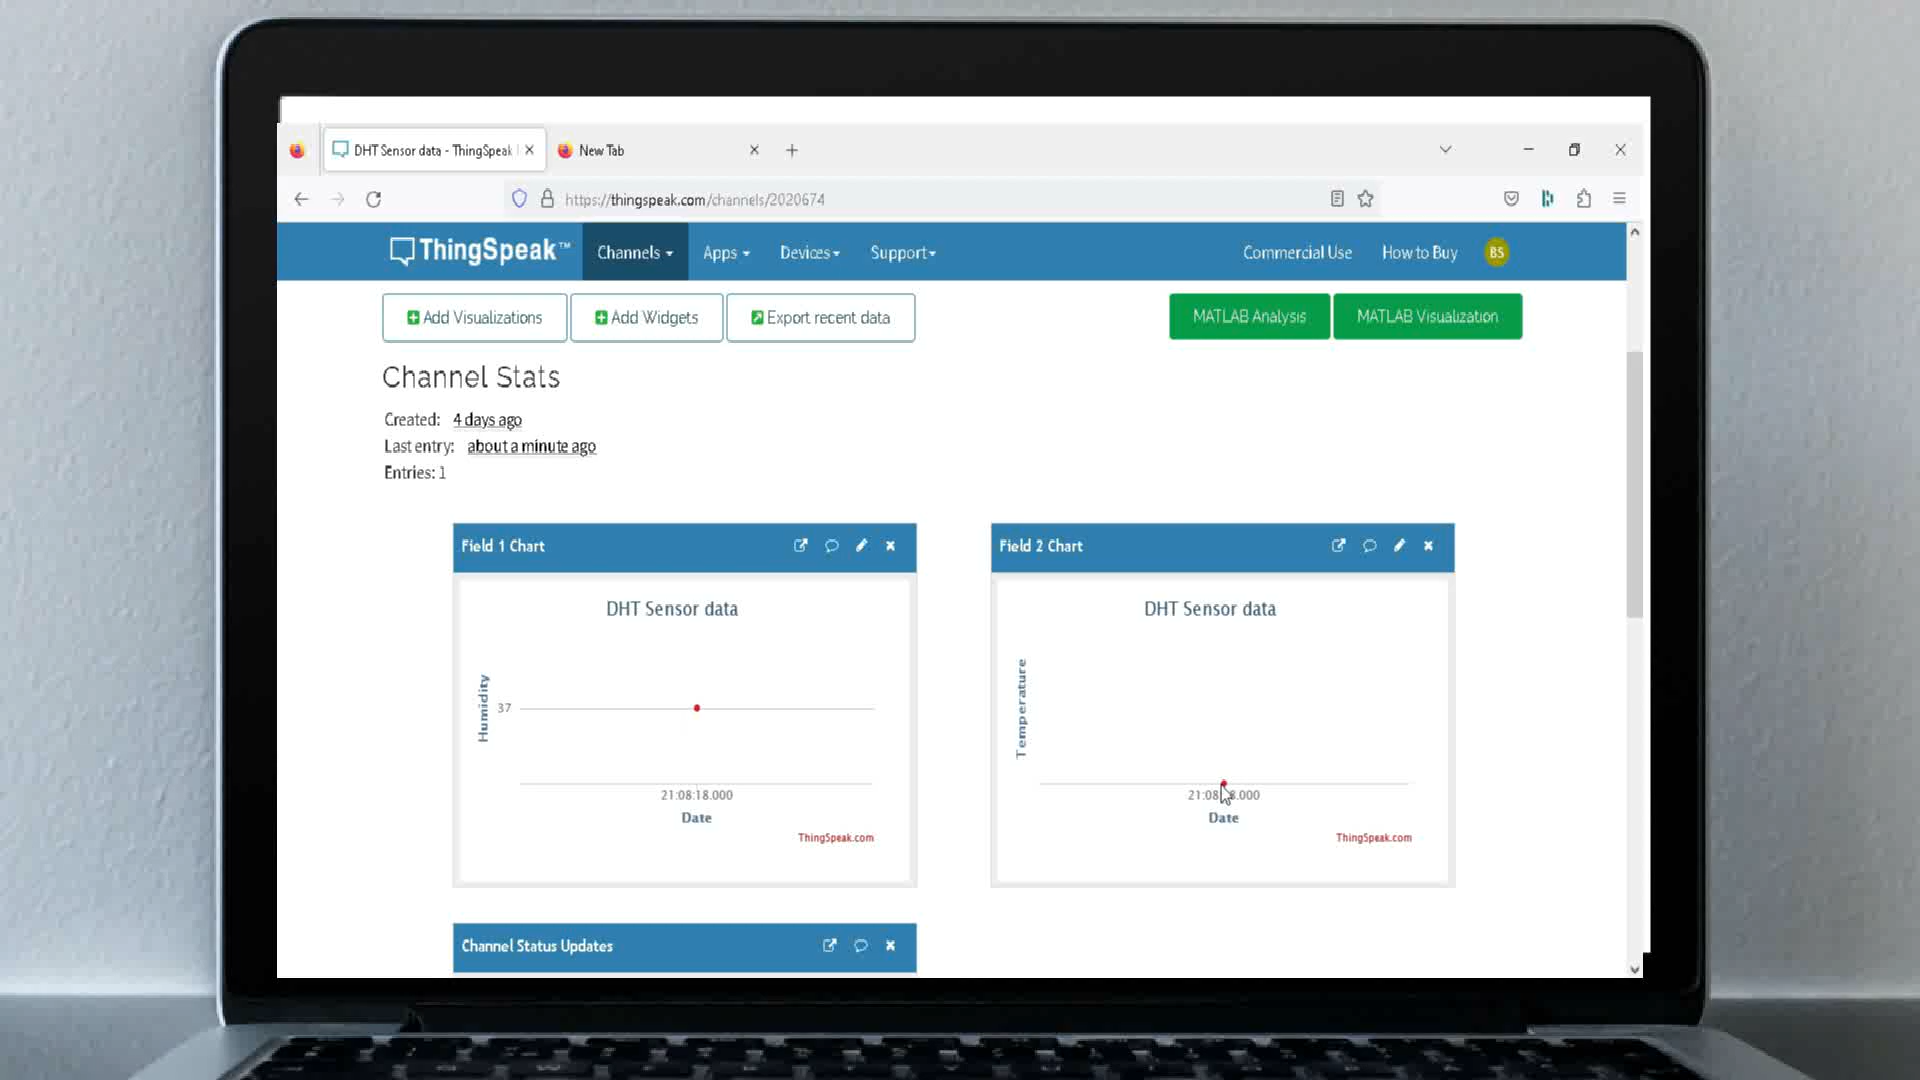 DHT Sensor data - ThingSpeak
New Tab
https://thingspeak.com/channels/2020674
ThingSpeak™
Channels
Apps
Devices
Support
Commercial Use
How to Buy
BS
Add Visualizations
Add Widgets
Export recent data
MATLAB Analysis
MATLAB Visualization
Channel Stats
Created: 4 days ago
Last entry: about a minute ago
Entries: 1
Field 1 Chart
DHT Sensor data
Humidity
37
21:08:18.000
Date
ThingSpeak.com
Field 2 Chart
DHT Sensor data
Temperature
Date
ThingSpeak.com
Channel Status Updates